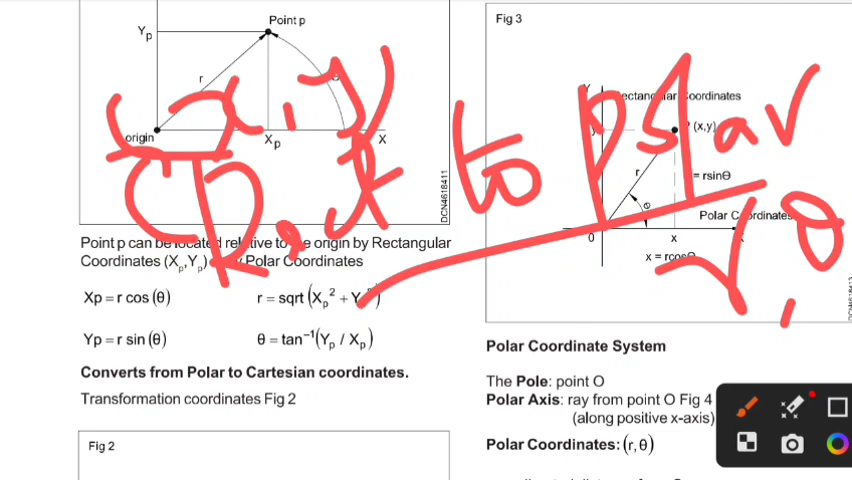 Fig 3
Point p
Yp
r
origin
Xp
X
DCN4618411
Point p can be located relative to the origin by Rectangular
Coordinates (Xp,Yp) Polar Coordinates
Xp = r cos (θ)
r = sqrt (Xp² + Y
Yp = r sin (θ)
θ = tan⁻¹(Yp / Xp)
Converts from Polar to Cartesian coordinates.
Transformation coordinates Fig 2
Fig 2
Y
Rectangular Coordinates
(x,y)
r
= rsinΘ
Θ
Polar Coordinates
0
x
x = rcosΘ
Polar Coordinate System
The Pole: point O
Polar Axis: ray from point O Fig 4
(along positive x-axis)
Polar Coordinates: (r, θ)
(x, y)
to
r, θ